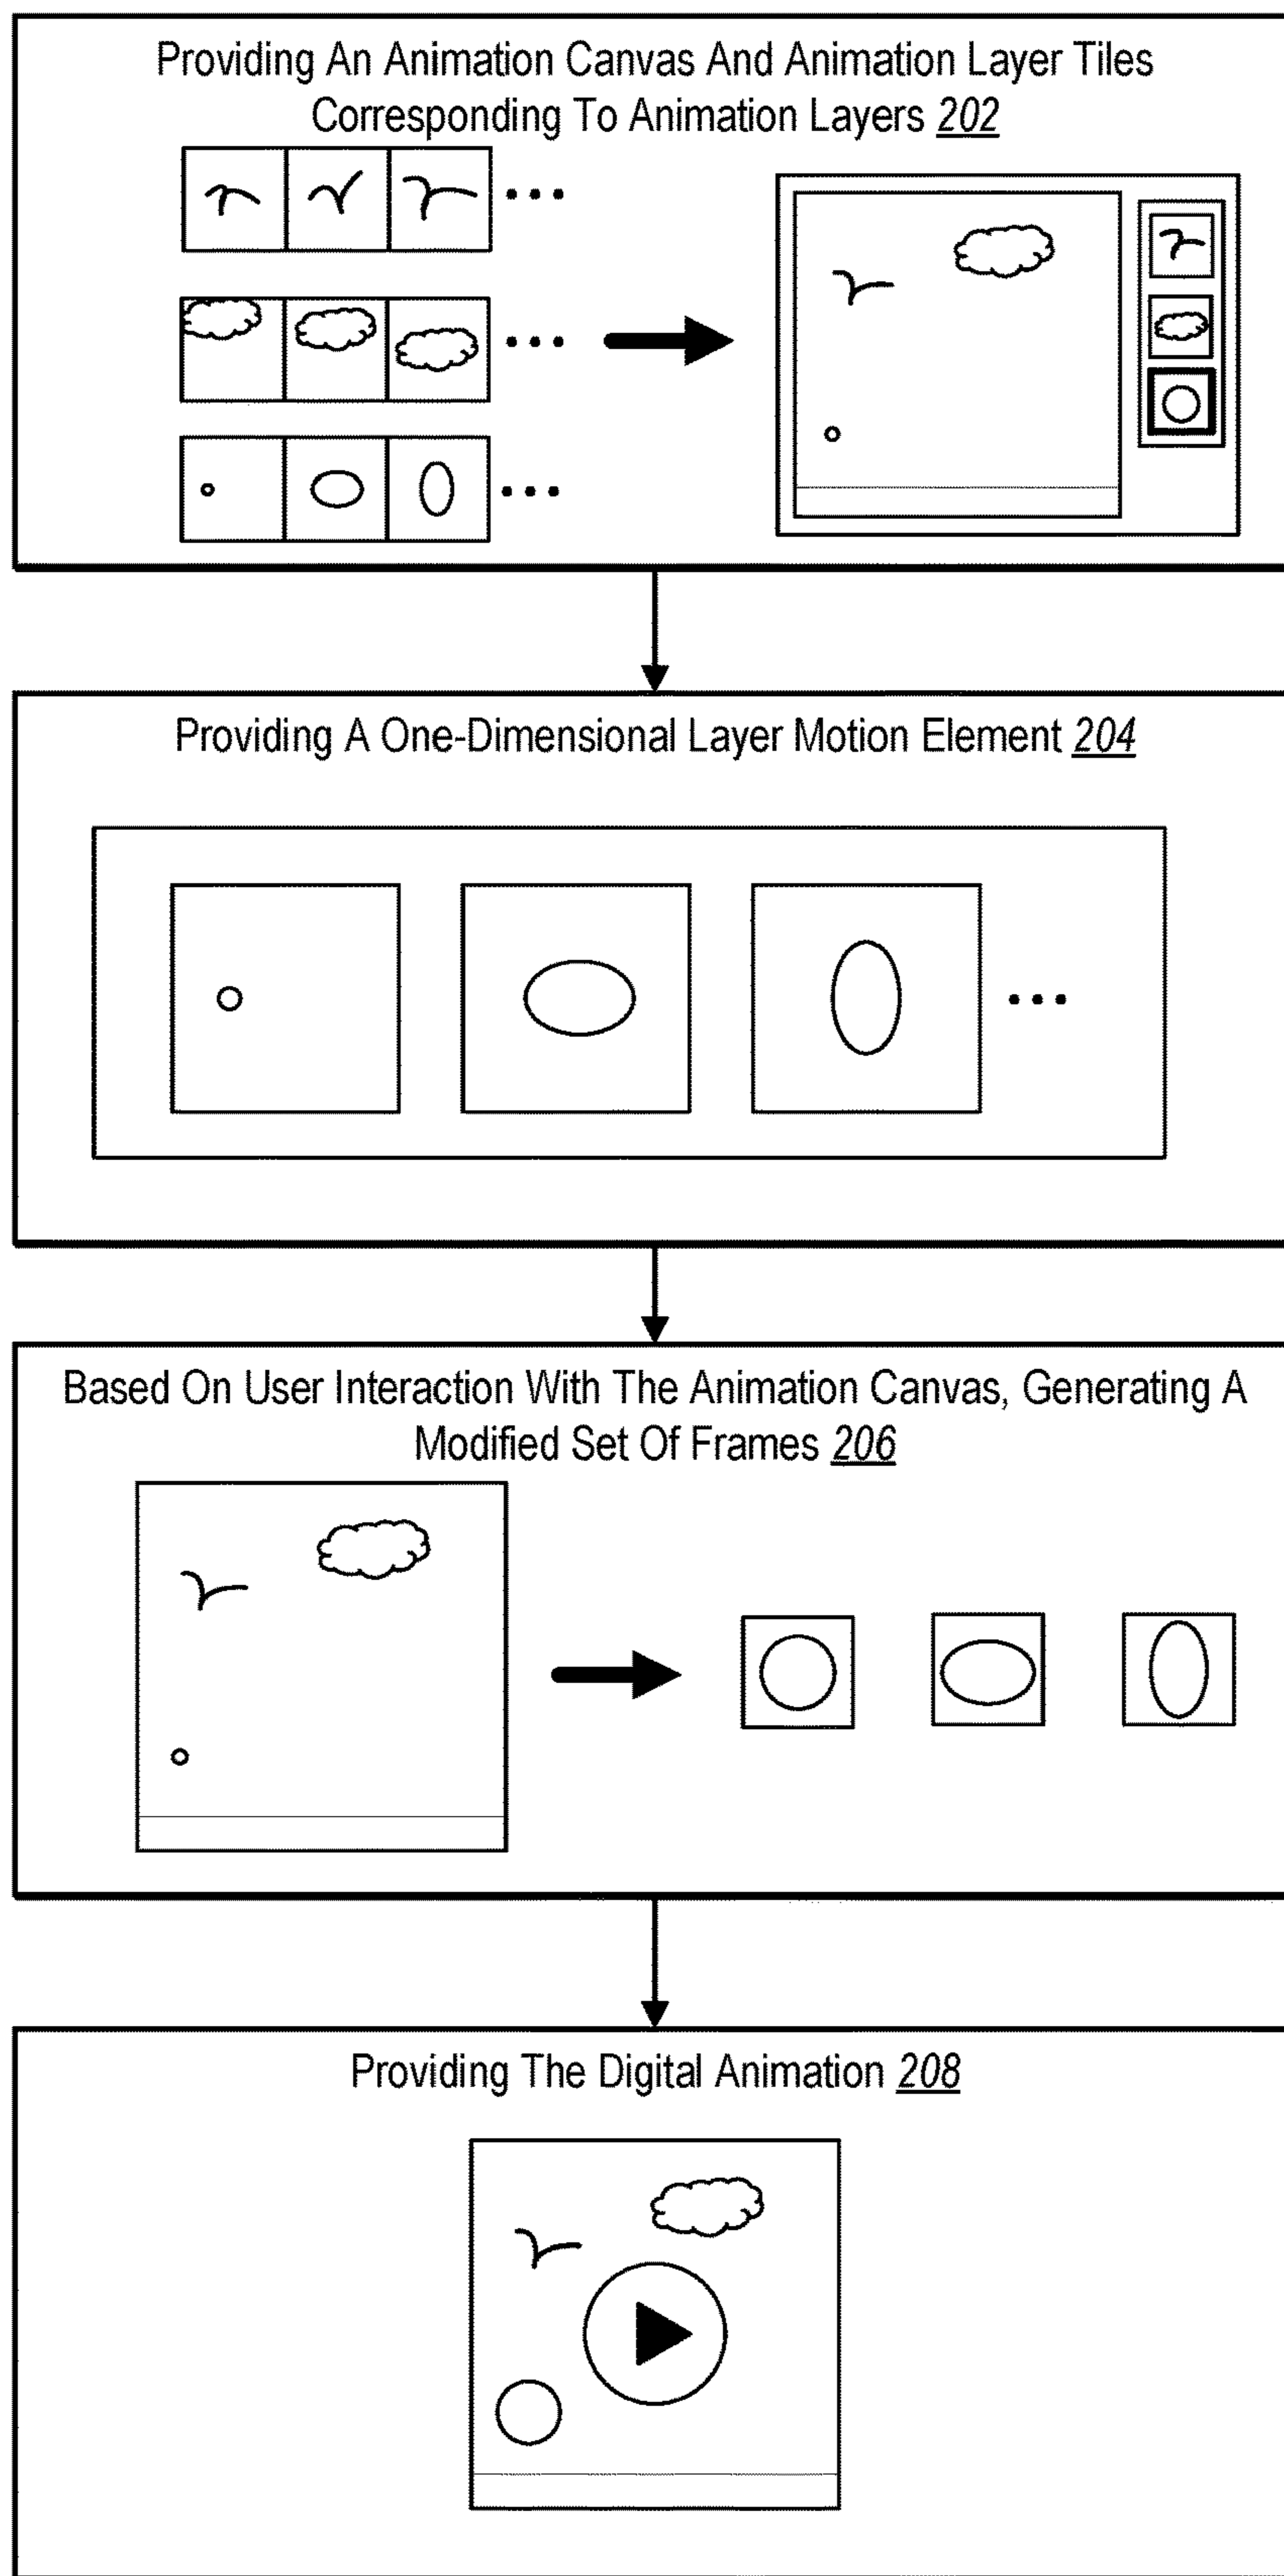 Providing An Animation Canvas And Animation Layer Tiles
Corresponding To Animation Layers 202
Providing A One-Dimensional Layer Motion Element 204
Based On User Interaction With The Animation Canvas, Generating A
Modified Set Of Frames 206
Providing The Digital Animation 208